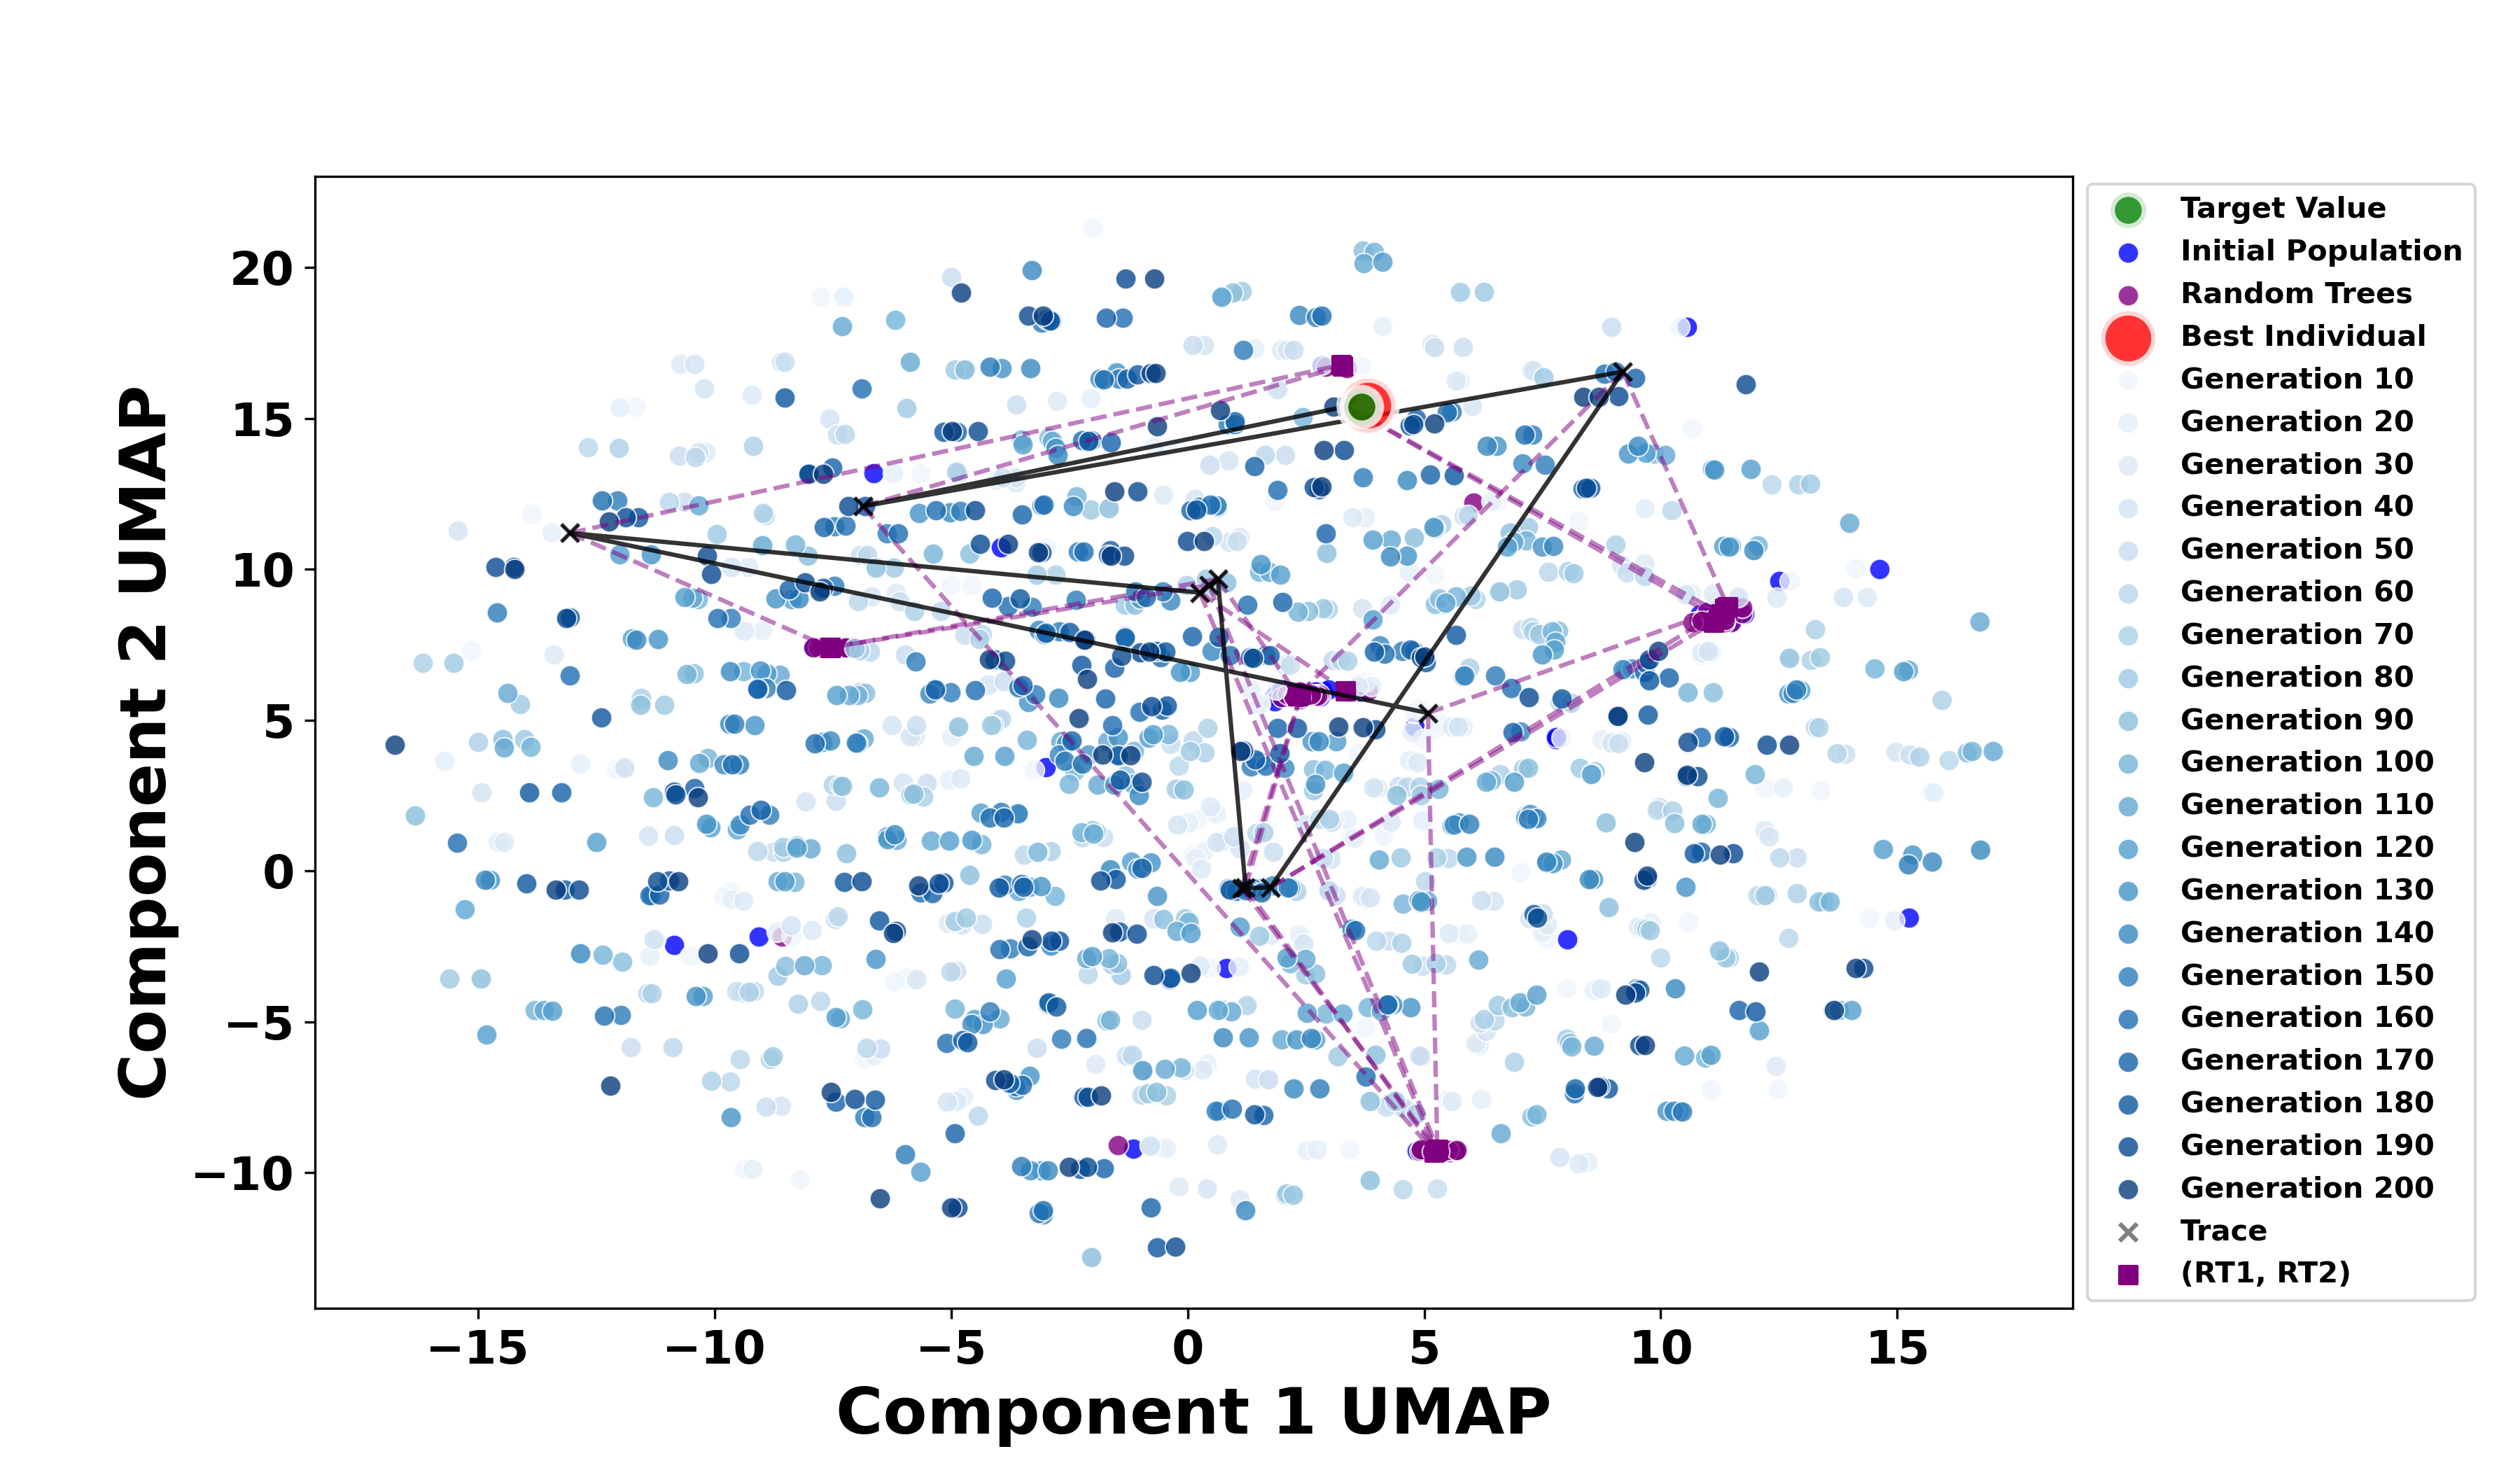 Component 2 UMAP
20
15
10
5
0
−5
−10
−15
−10
−5
0
5
10
15
Component 1 UMAP
Target Value
Initial Population
Random Trees
Best Individual
Generation 10
Generation 20
Generation 30
Generation 40
Generation 50
Generation 60
Generation 70
Generation 80
Generation 90
Generation 100
Generation 110
Generation 120
Generation 130
Generation 140
Generation 150
Generation 160
Generation 170
Generation 180
Generation 190
Generation 200
Trace
(RT1, RT2)